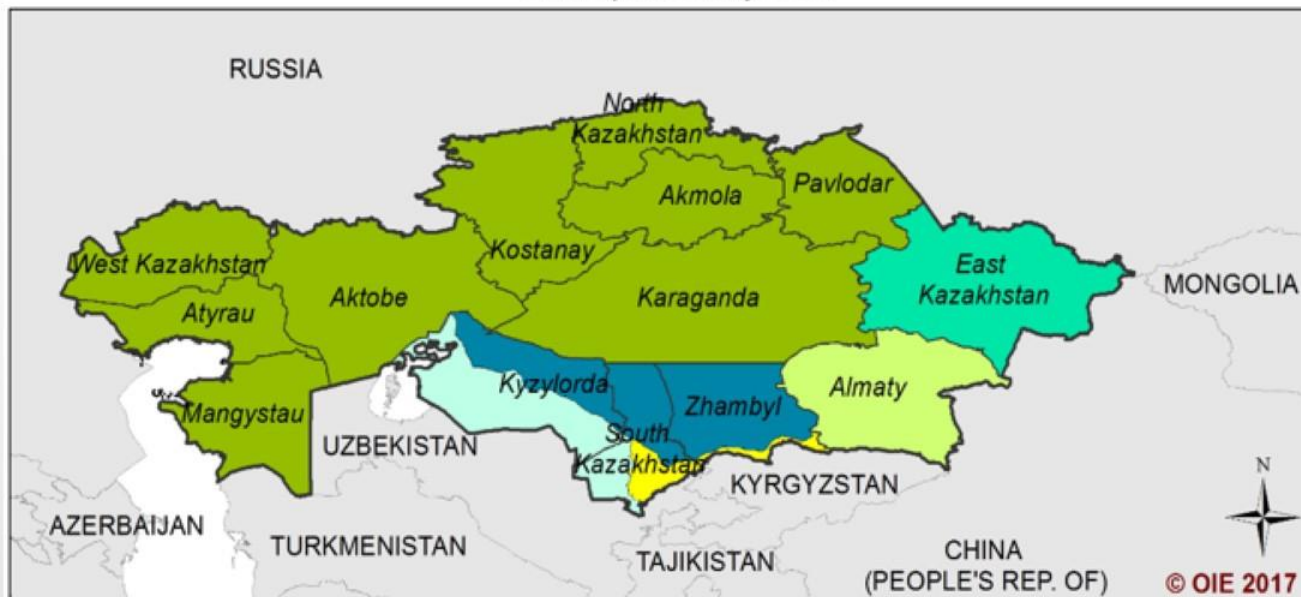 RUSSIA
North
Kazakhstan
Pavlodar
Akmola
Kostanay
West Kazakhstan
East
Kazakhstan
MONGOLIA
Aktobe
Karaganda
Atyrau
Kyzylorda
Almaty
Zhambyl
Mangystau
South
Kazakhstan
UZBEKISTAN
KYRGYZSTAN
N
AZERBAIJAN
TURKMENISTAN
TAJIKISTAN
CHINA
(PEOPLE'S REP. OF)
© OIE 2017